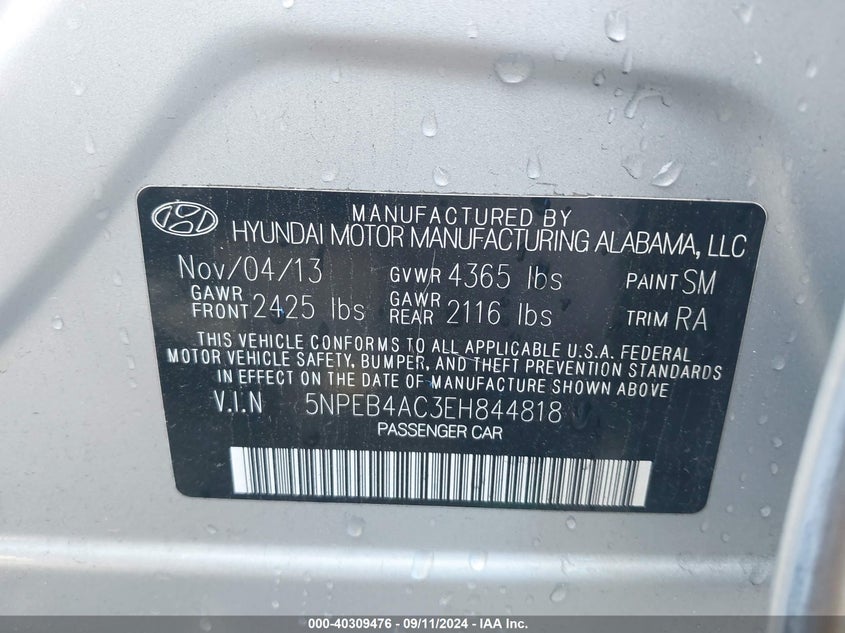 MANUFACTURED BY
HYUNDAI MOTOR MANUFACTURING ALABAMA, LLC
Nov/04/13 GVWR 4365 lbs PAINT SM
GAWR FRONT 2425 lbs GAWR REAR 2116 lbs TRIM RA
THIS VEHICLE CONFORMS TO ALL APPLICABLE U.S.A. FEDERAL
MOTOR VEHICLE SAFETY, BUMPER, AND THEFT PREVENTION STANDARDS
IN EFFECT ON THE DATE OF MANUFACTURE SHOWN ABOVE
V.I.N 5NPEB4AC3EH844818
PASSENGER CAR
000-40309476 - 09/11/2024 - IAA Inc.